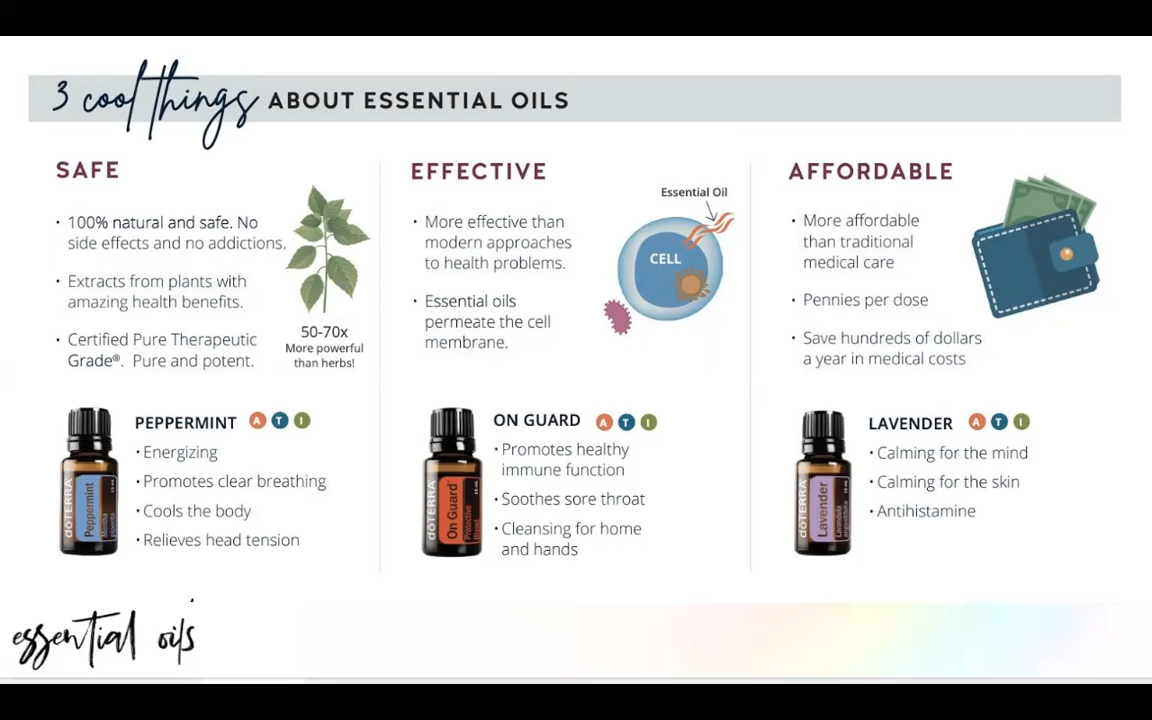 3 cool things ABOUT ESSENTIAL OILS
SAFE
• 100% natural and safe. No
side effects and no addictions.
• Extracts from plants with
amazing health benefits.
• Certified Pure Therapeutic
Grade®. Pure and potent.
50-70x
More powerful
than herbs!
PEPPERMINT A T I
• Energizing
• Promotes clear breathing
• Cools the body
• Relieves head tension
dōTERRA
Peppermint
EFFECTIVE
• More effective than
modern approaches
to health problems.
• Essential oils
permeate the cell
membrane.
Essential Oil
CELL
ON GUARD A T I
• Promotes healthy
immune function
• Soothes sore throat
• Cleansing for home
and hands
dōTERRA
On Guard
Protective
Blend
AFFORDABLE
• More affordable
than traditional
medical care
• Pennies per dose
• Save hundreds of dollars
a year in medical costs
LAVENDER A T I
• Calming for the mind
• Calming for the skin
• Antihistamine
dōTERRA
Lavender
essential oils